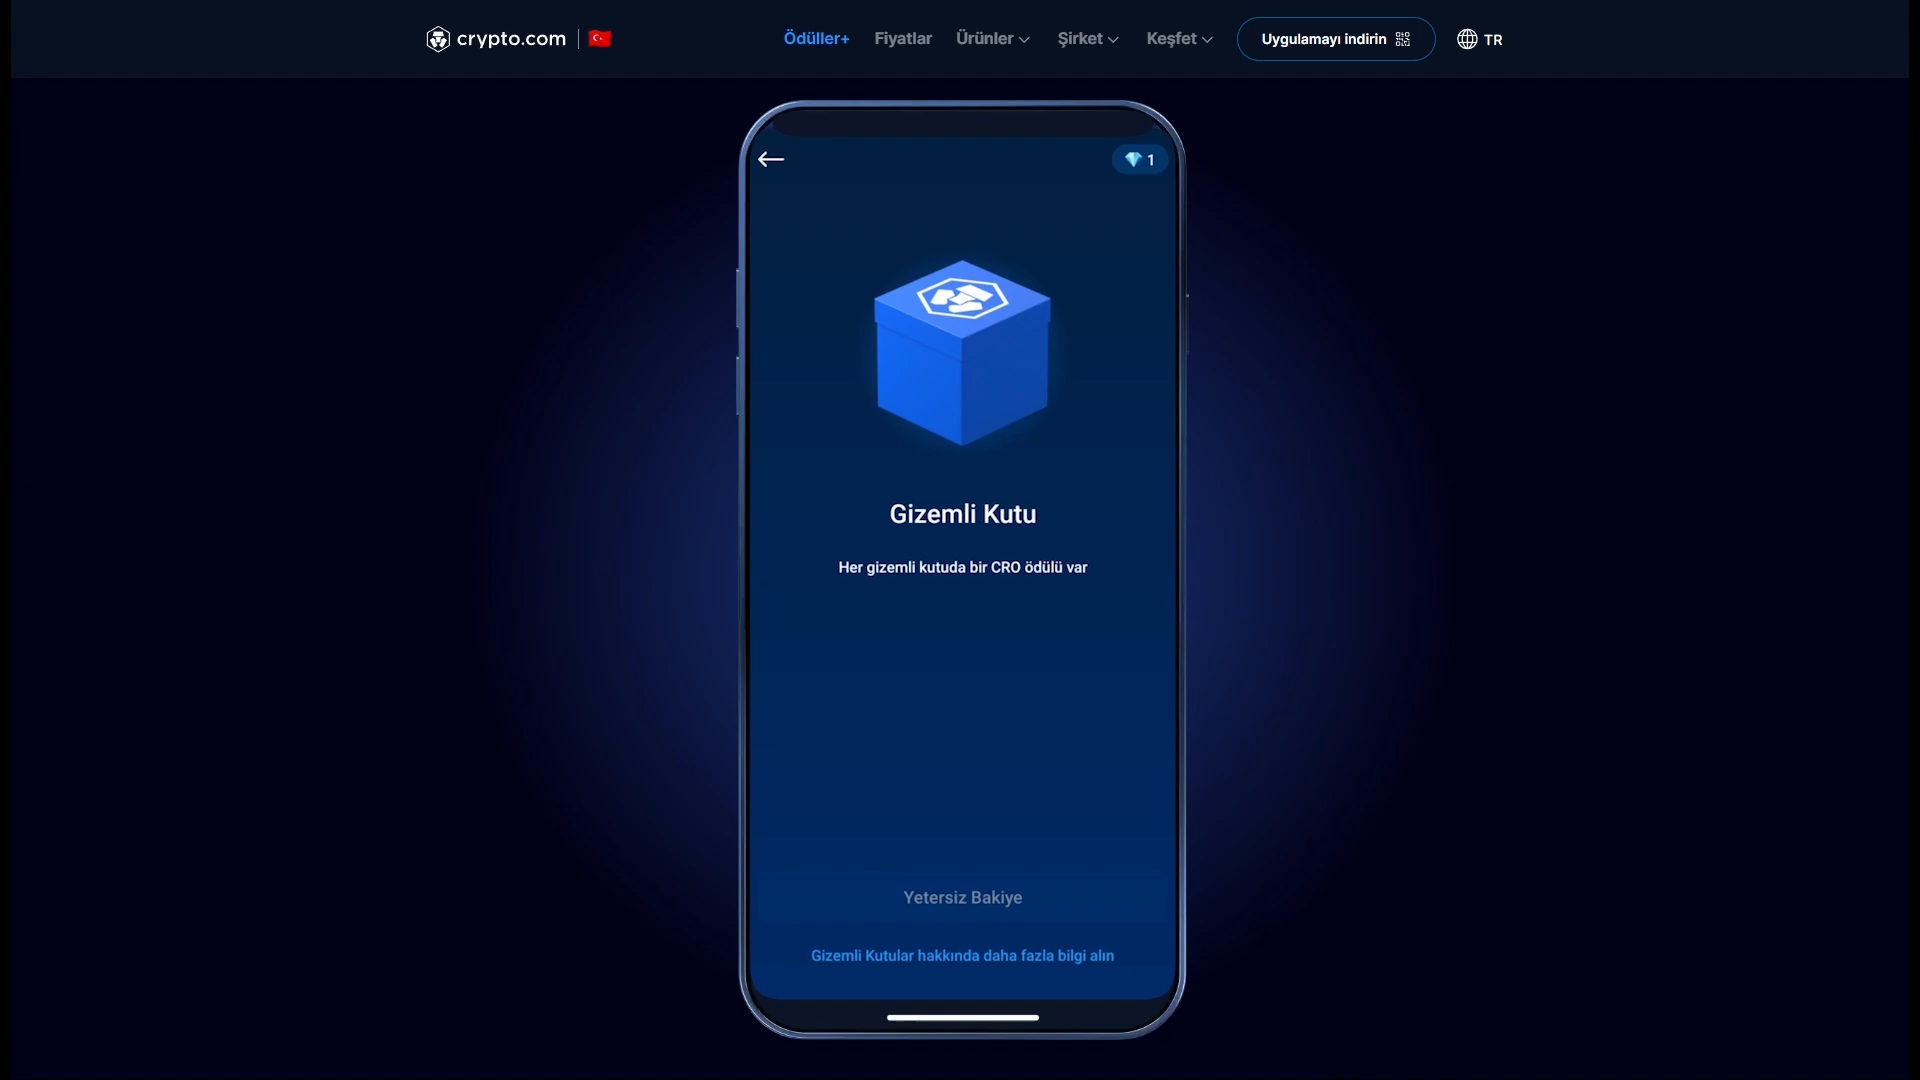 crypto.com
Ödüller+
Fiyatlar
Ürünler
Şirket
Keşfet
Uygulamayı indirin
TR
1
Gizemli Kutu
Her gizemli kutuda bir CRO ödülü var
Yetersiz Bakiye
Gizemli Kutular hakkında daha fazla bilgi alın